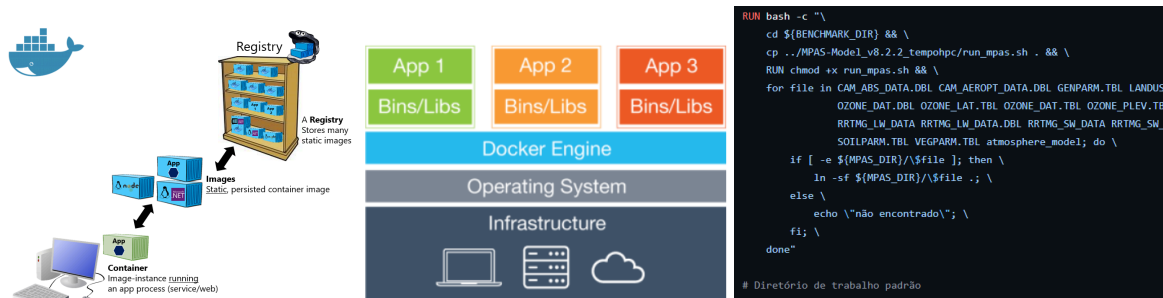 Registry
A Registry
Stores many
static images
App
node
.NET
Images
Static, persisted container image
App
Container
Image-instance running
an app process (service/web)
App 1
App 2
App 3
Bins/Libs
Bins/Libs
Bins/Libs
Docker Engine
Operating System
Infrastructure
RUN bash -c "\
cd ${BENCHMARK_DIR} && \
cp ../MPAS-Model_v8.2.2_tempohpc/run_mpas.sh . && \
RUN chmod +x run_mpas.sh && \
for file in CAM_ABS_DATA.DBL CAM_AEROPT_DATA.DBL GENPARM.TBL LANDUS
OZONE_DAT.DBL OZONE_LAT.TBL OZONE_DAT.TBL OZONE_PLEV.TB
RRTMG_LW_DATA RRTMG_LW_DATA.DBL RRTMG_SW_DATA RRTMG_SW_
SOILPARM.TBL VEGPARM.TBL atmosphere_model; do \
if [ -e ${MPAS_DIR}/\$file ]; then \
ln -sf ${MPAS_DIR}/\$file .; \
else \
echo \"não encontrado\"; \
fi; \
done"
# Diretório de trabalho padrão